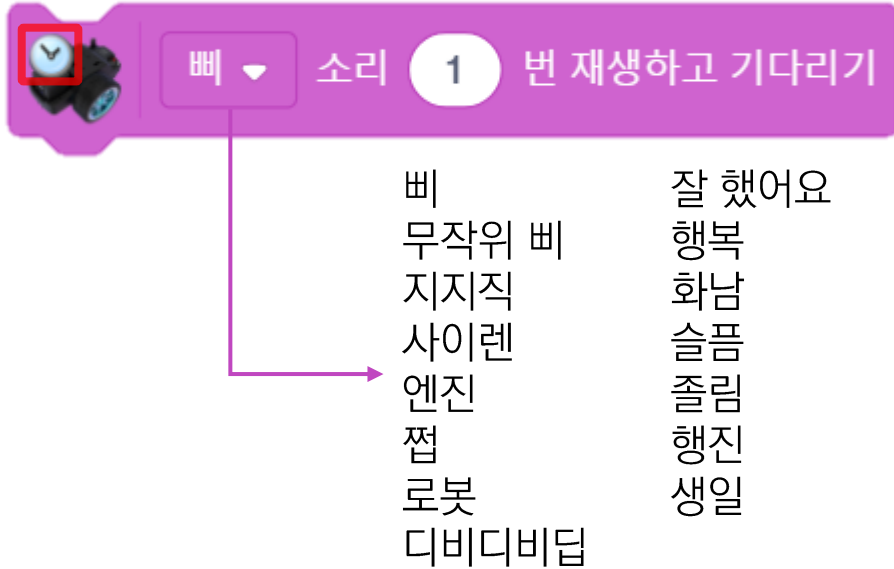 삐 소리 1 번 재생하고 기다리기
삐
무작위 삐
지지직
사이렌
엔진
쩝
로봇
디비디비딥
잘 했어요
행복
화남
슬픔
졸림
행진
생일